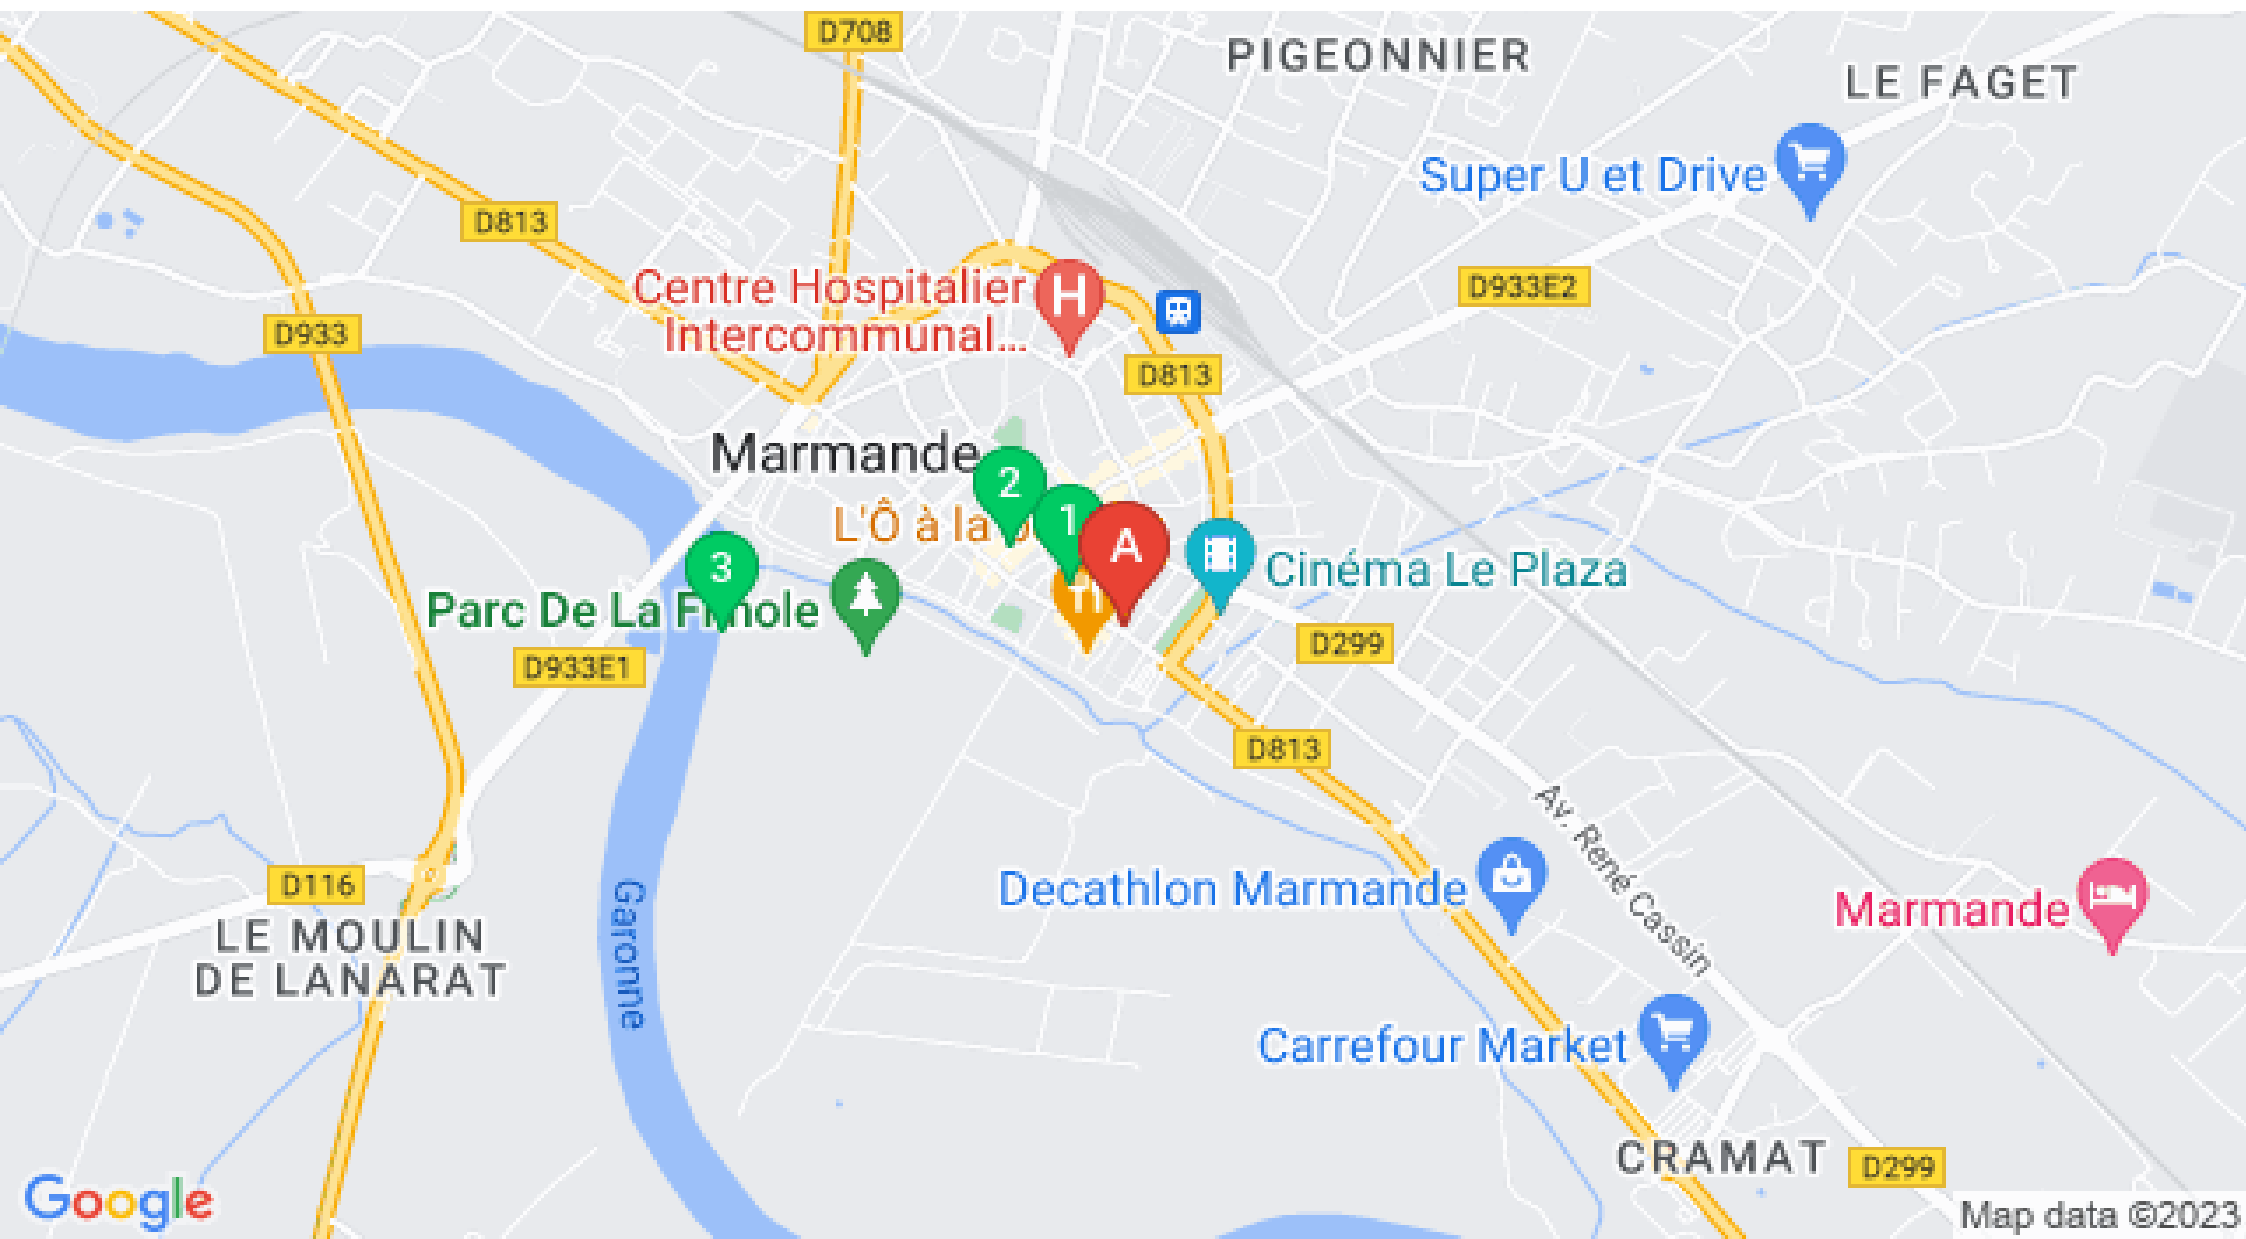 D708
PIGEONNIER
LE FAGET
Super U et Drive
D813
Centre Hospitalier
Intercommunal...
H
D933E2
D933
D813
Marmande
2
L'Ô à la
1
A
3
Cinéma Le Plaza
Parc De La
D299
D933E1
D813
Av. René Cassin
D116
Decathlon Marmande
Marmande
LE MOULIN
DE LANARAT
Garonne
Carrefour Market
CRAMAT
D299
Google
Map data ©2023